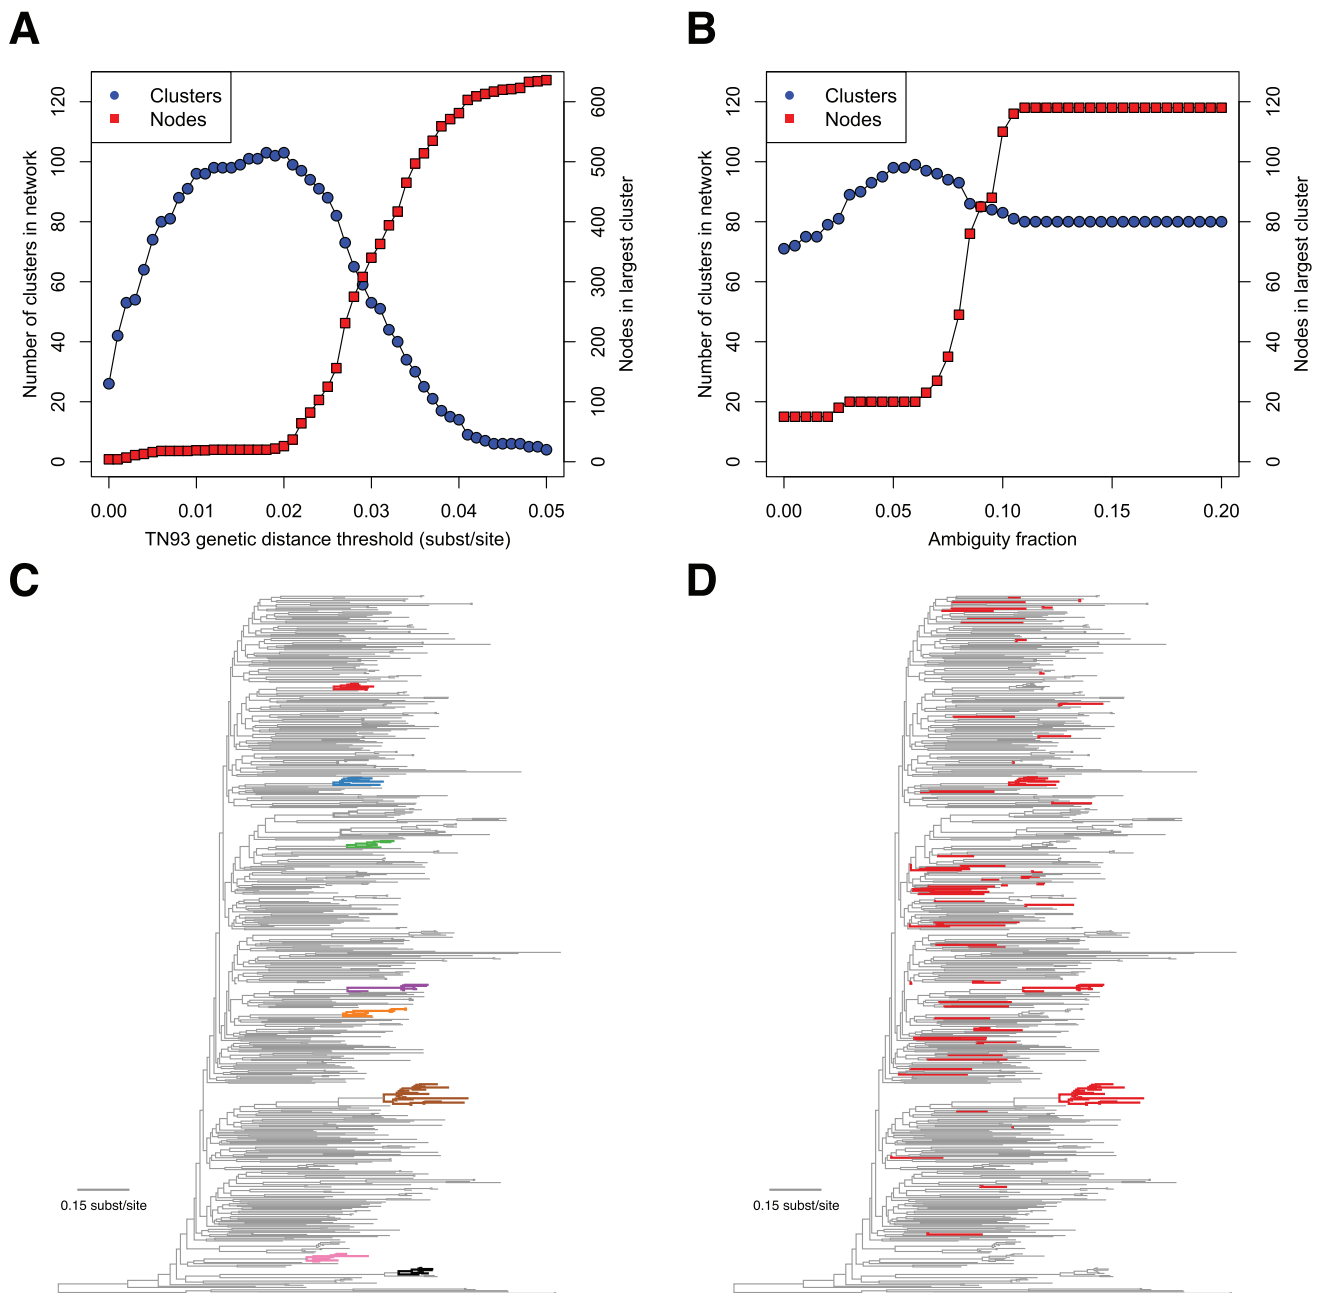 A
Clusters
Nodes
Number of clusters in network
0 20 40 60 80 100 120
Nodes in largest cluster
0 100 200 300 400 500 600
0.00 0.01 0.02 0.03 0.04 0.05
TN93 genetic distance threshold (subst/site)
B
Clusters
Nodes
Number of clusters in network
0 20 40 60 80 100 120
Nodes in largest cluster
0 20 40 60 80 100 120
0.00 0.05 0.10 0.15 0.20
Ambiguity fraction
C
0.15 subst/site
D
0.15 subst/site